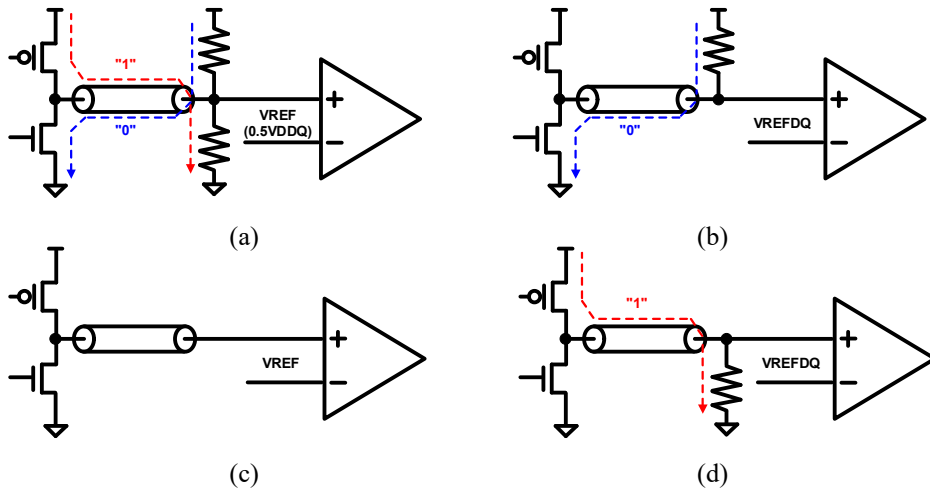 "1"
VREF
(0.5VDDQ)
"0"
+
−
(a)
"0"
VREFDQ
+
−
(b)
VREF
+
−
(c)
"1"
VREFDQ
+
−
(d)